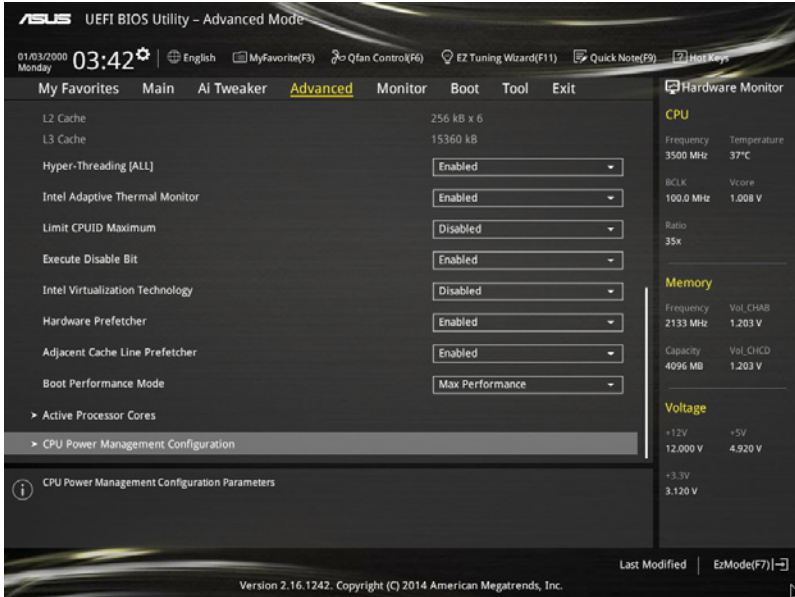 ASUS UEFI BIOS Utility – Advanced Mode
01/03/2000 Monday 03:42 English MyFavorite(F3) Qfan Control(F6) EZ Tuning Wizard(F11) Quick Note(F9) ? Hot Keys
My Favorites Main Ai Tweaker Advanced Monitor Boot Tool Exit
L2 Cache 256 kB x 6
L3 Cache 15360 kB
Hyper-Threading [ALL] Enabled
Intel Adaptive Thermal Monitor Enabled
Limit CPUID Maximum Disabled
Execute Disable Bit Enabled
Intel Virtualization Technology Disabled
Hardware Prefetcher Enabled
Adjacent Cache Line Prefetcher Enabled
Boot Performance Mode Max Performance
> Active Processor Cores
> CPU Power Management Configuration
i CPU Power Management Configuration Parameters
Hardware Monitor
CPU
Frequency Temperature
3500 MHz 37°C
BCLK Vcore
100.0 MHz 1.008 V
Ratio
35x
Memory
Frequency Vol_CHAB
2133 MHz 1.203 V
Capacity Vol_CHCD
4096 MB 1.203 V
Voltage
+12V +5V
12.000 V 4.920 V
+3.3V
3.120 V
Last Modified EzMode(F7)
Version 2.16.1242. Copyright (C) 2014 American Megatrends, Inc.